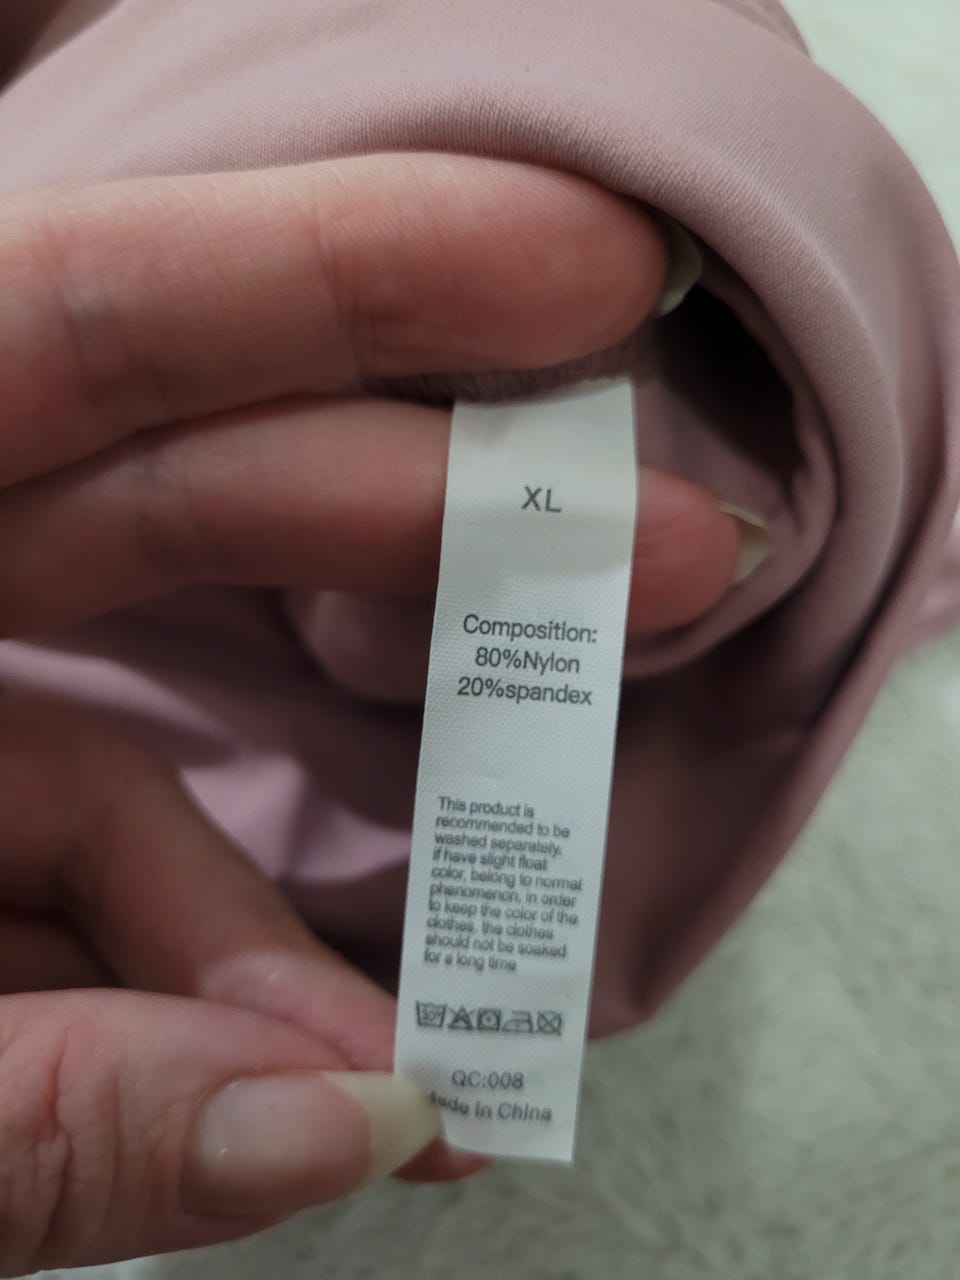 XL
Composition:
80%Nylon
20%spandex
This product is
recommended to be
washed separately.
if have slight float
color, belong to normal
phenomenon, in order
to keep the color of the
clothes, the clothes
should not be soaked
for a long time
30°
QC:008
Made in China